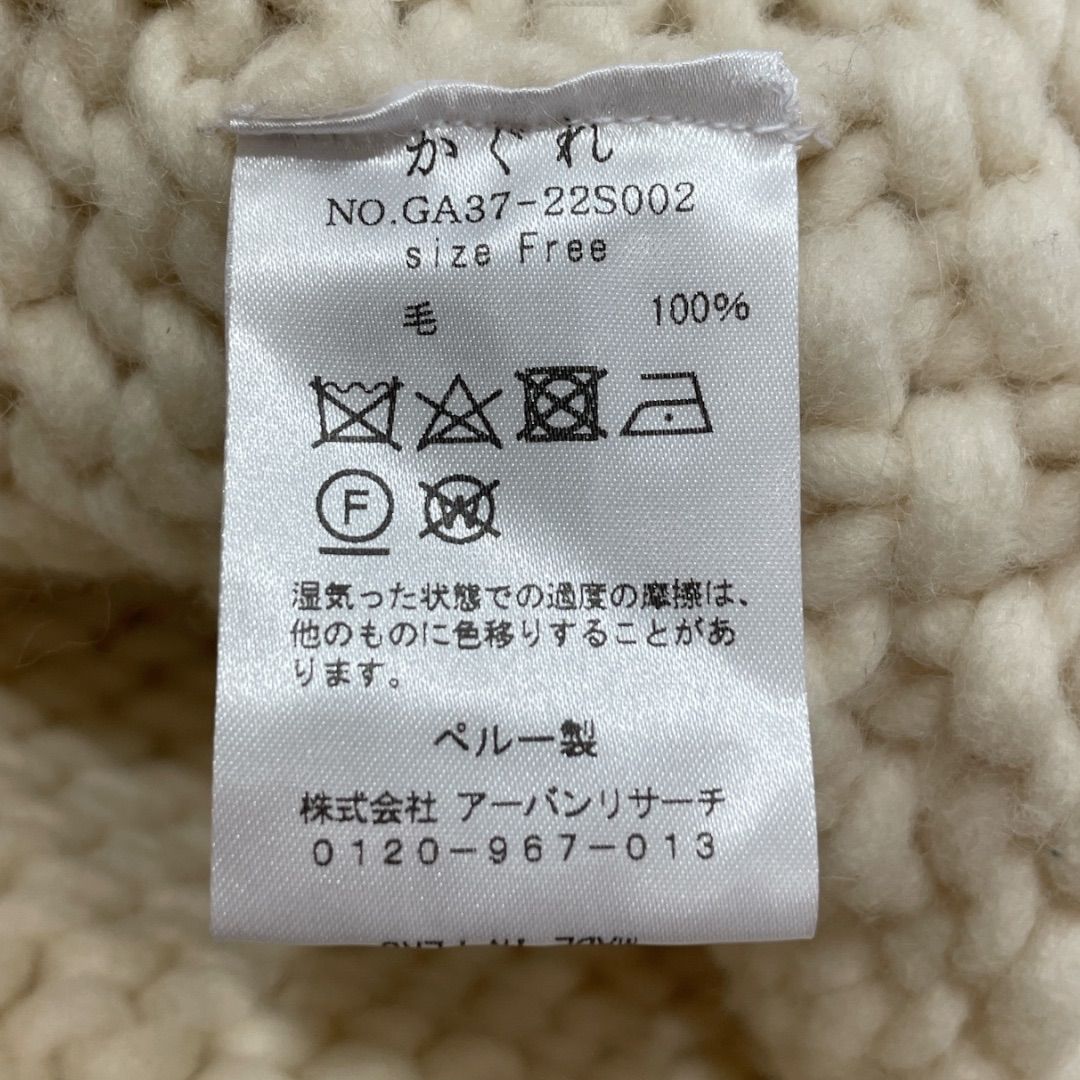 かぐれ
NO.GA37-22S002
size Free
毛 100%
F W
湿気った状態での過度の摩擦は、
他のものに色移りすることがあ
ります。
ペルー製
株式会社 アーバンリサーチ
0120-967-013